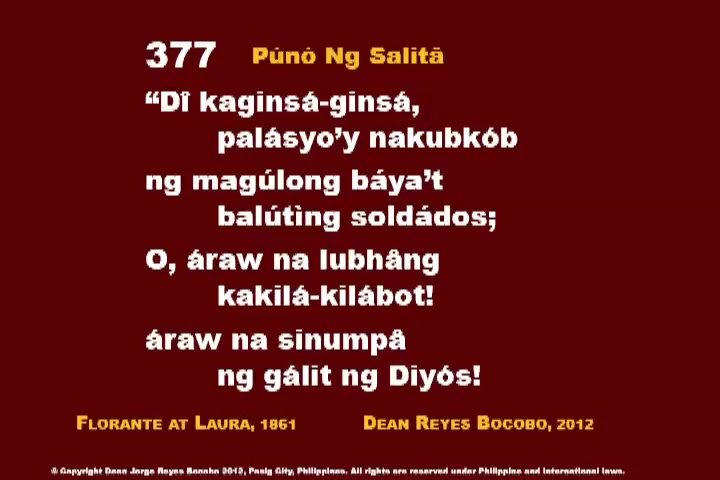 377 Púnò Ng Salitâ
“Dî kaginsá-ginsá,
palásyo’y nakubkób
ng magúlong báya’t
balútìng soldádos;
O, áraw na lubhâng
kakilá-kilábot!
áraw na sinumpâ
ng gálit ng Diyós!
Florante at Laura, 1861 Dean Reyes Bocobo, 2012
© Copyright Dean Jorge Reyes Bocobo 2012, Pasig City, Philippines. All rights are reserved under Philippine and international laws.